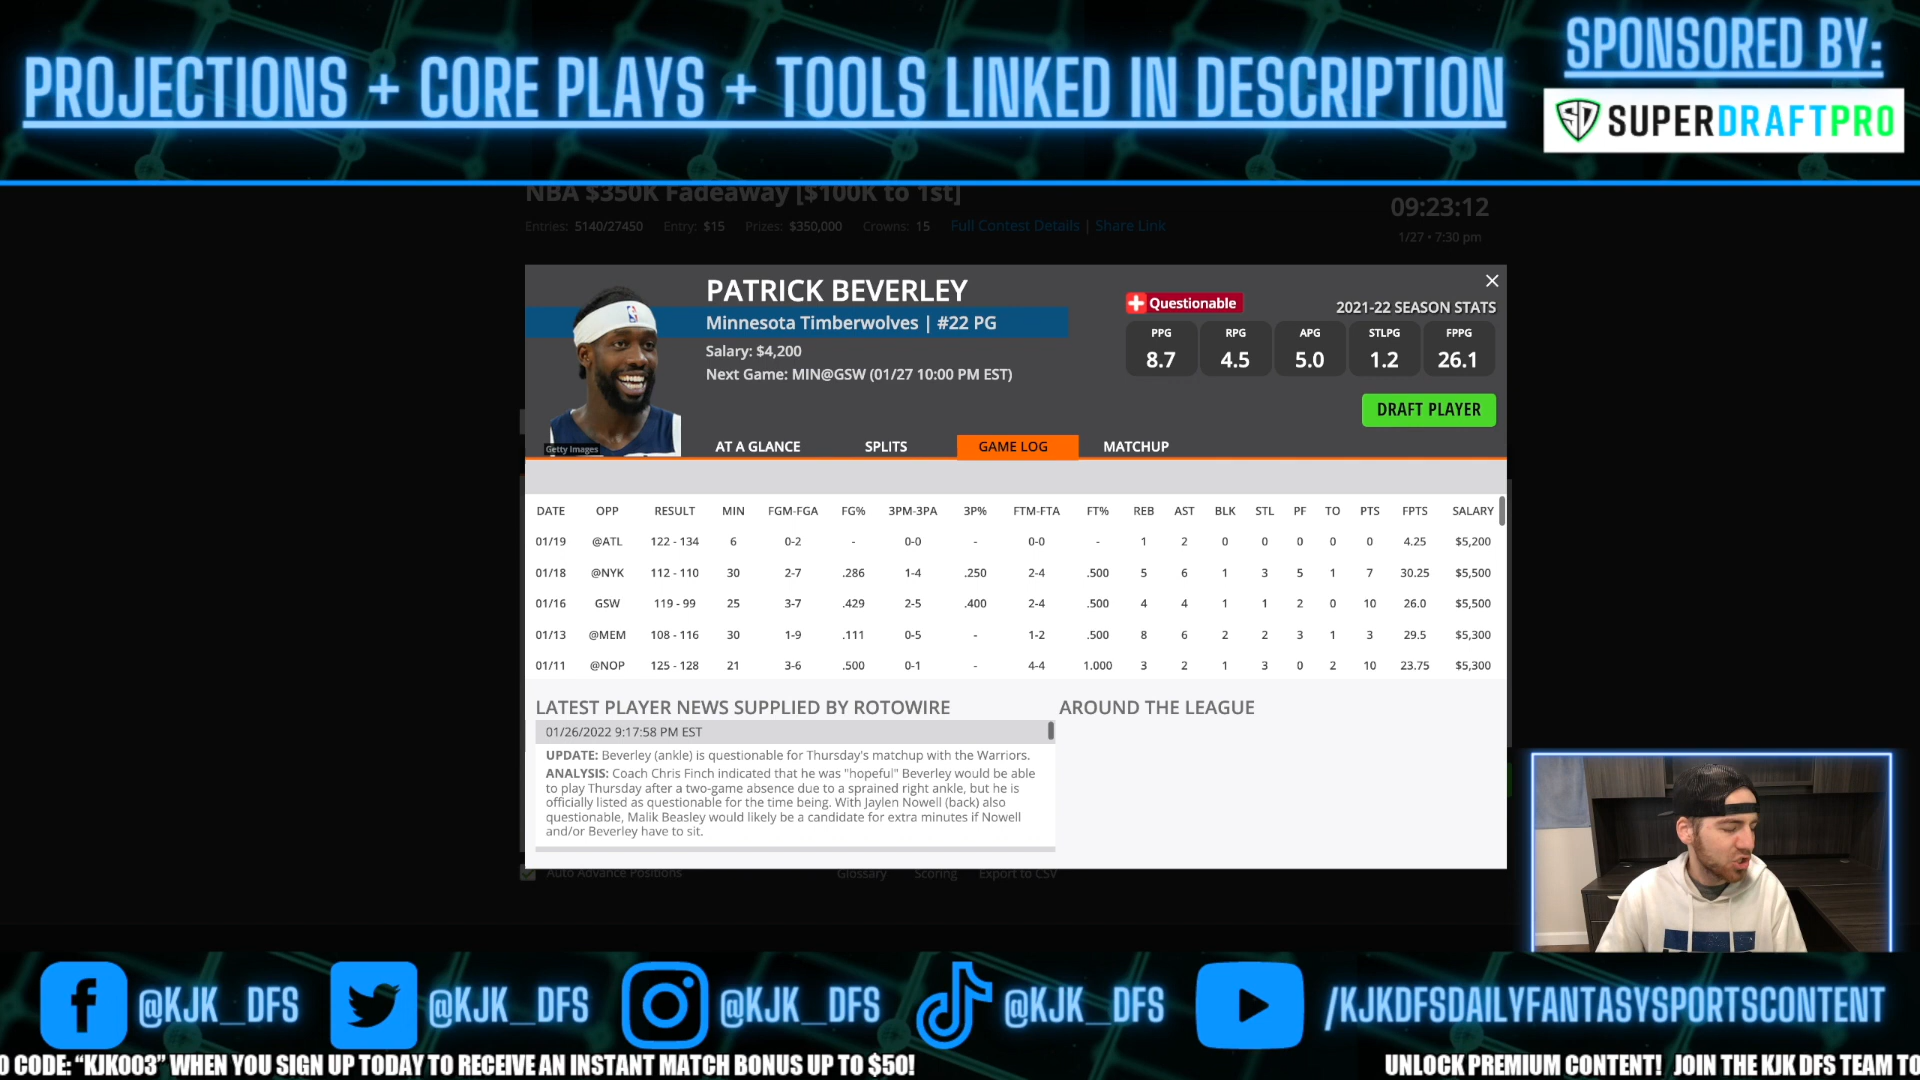 PROJECTIONS + CORE PLAYS + TOOLS LINKED IN DESCRIPTION
SPONSORED BY:
SD SUPERDRAFTPRO
NBA $350K Fadeaway [$100K to 1st]
09:23:12
Entries: 5140/27450 Entry: $15 Prizes: $350,000 Crowns: 15 Full Contest Details | Share Link
1/27 • 7:30 pm
PATRICK BEVERLEY
Minnesota Timberwolves | #22 PG
Salary: $4,200
Next Game: MIN@GSW (01/27 10:00 PM EST)
Getty Images
Questionable
2021-22 SEASON STATS
PPG RPG APG STLPG FPPG
8.7 4.5 5.0 1.2 26.1
DRAFT PLAYER
AT A GLANCE SPLITS GAME LOG MATCHUP
DATE OPP RESULT MIN FGM-FGA FG% 3PM-3PA 3P% FTM-FTA FT% REB AST BLK STL PF TO PTS FPTS SALARY
01/19 @ATL 122 - 134 6 0-2 - 0-0 - 0-0 - 1 2 0 0 0 0 0 4.25 $5,200
01/18 @NYK 112 - 110 30 2-7 .286 1-4 .250 2-4 .500 5 6 1 3 5 1 7 30.25 $5,500
01/16 GSW 119 - 99 25 3-7 .429 2-5 .400 2-4 .500 4 4 1 1 2 0 10 26.0 $5,500
01/13 @MEM 108 - 116 30 1-9 .111 0-5 - 1-2 .500 8 6 2 2 3 1 3 29.5 $5,300
01/11 @NOP 125 - 128 21 3-6 .500 0-1 - 4-4 1.000 3 2 1 3 0 2 10 23.75 $5,300
LATEST PLAYER NEWS SUPPLIED BY ROTOWIRE
01/26/2022 9:17:58 PM EST
UPDATE: Beverley (ankle) is questionable for Thursday's matchup with the Warriors.
ANALYSIS: Coach Chris Finch indicated that he was "hopeful" Beverley would be able
to play Thursday after a two-game absence due to a sprained right ankle, but he is
officially listed as questionable for the time being. With Jaylen Nowell (back) also
questionable, Malik Beasley would likely be a candidate for extra minutes if Nowell
and/or Beverley have to sit.
AROUND THE LEAGUE
Auto Advance Positions Glossary Scoring Export to CSV
@KJK_DFS @KJK_DFS @KJK_DFS @KJK_DFS /KJKDFSDAILYFANTASYSPORTSCONTENT
O CODE: “KJK003” WHEN YOU SIGN UP TODAY TO RECEIVE AN INSTANT MATCH BONUS UP TO $50!
UNLOCK PREMIUM CONTENT! JOIN THE KJK DFS TEAM TO